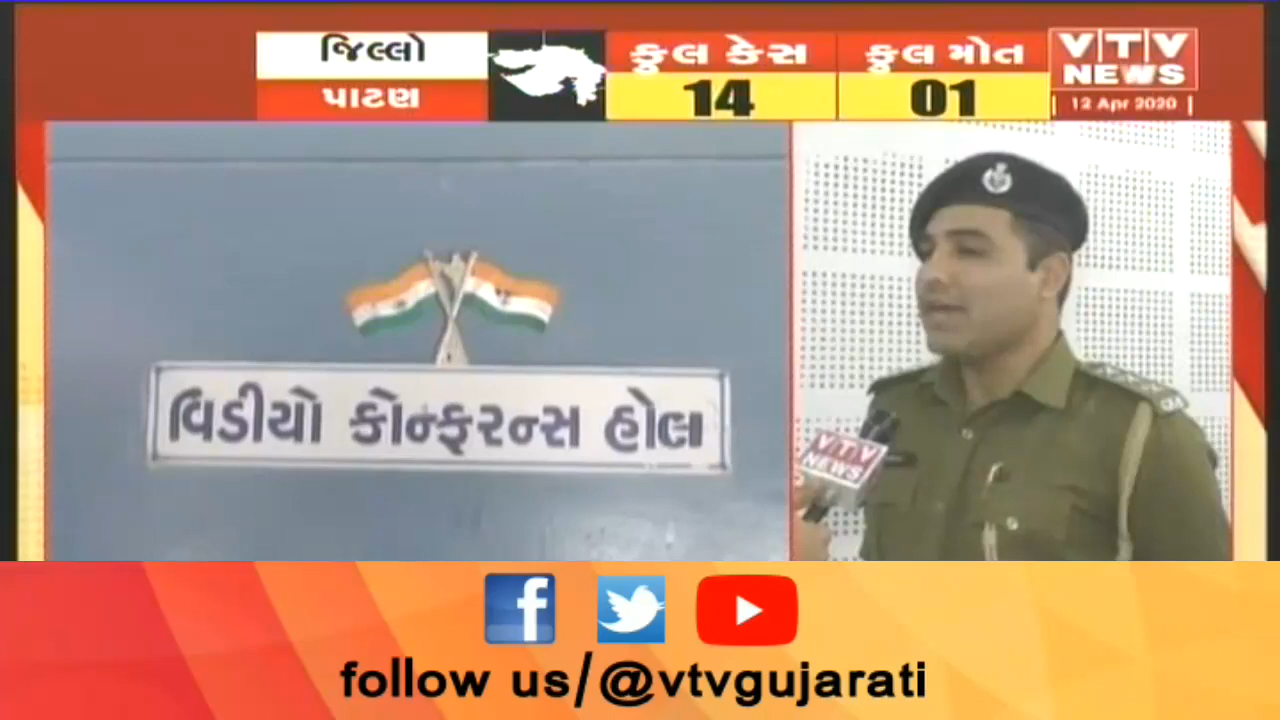 જિલ્લો
પાટણ
કુલ કેસ
14
કુલ મોત
01
VTV
NEWS
12 Apr 2020
વિડીયો કોન્ફરન્સ હોલ
VTV
NEWS
follow us/@vtvgujarati